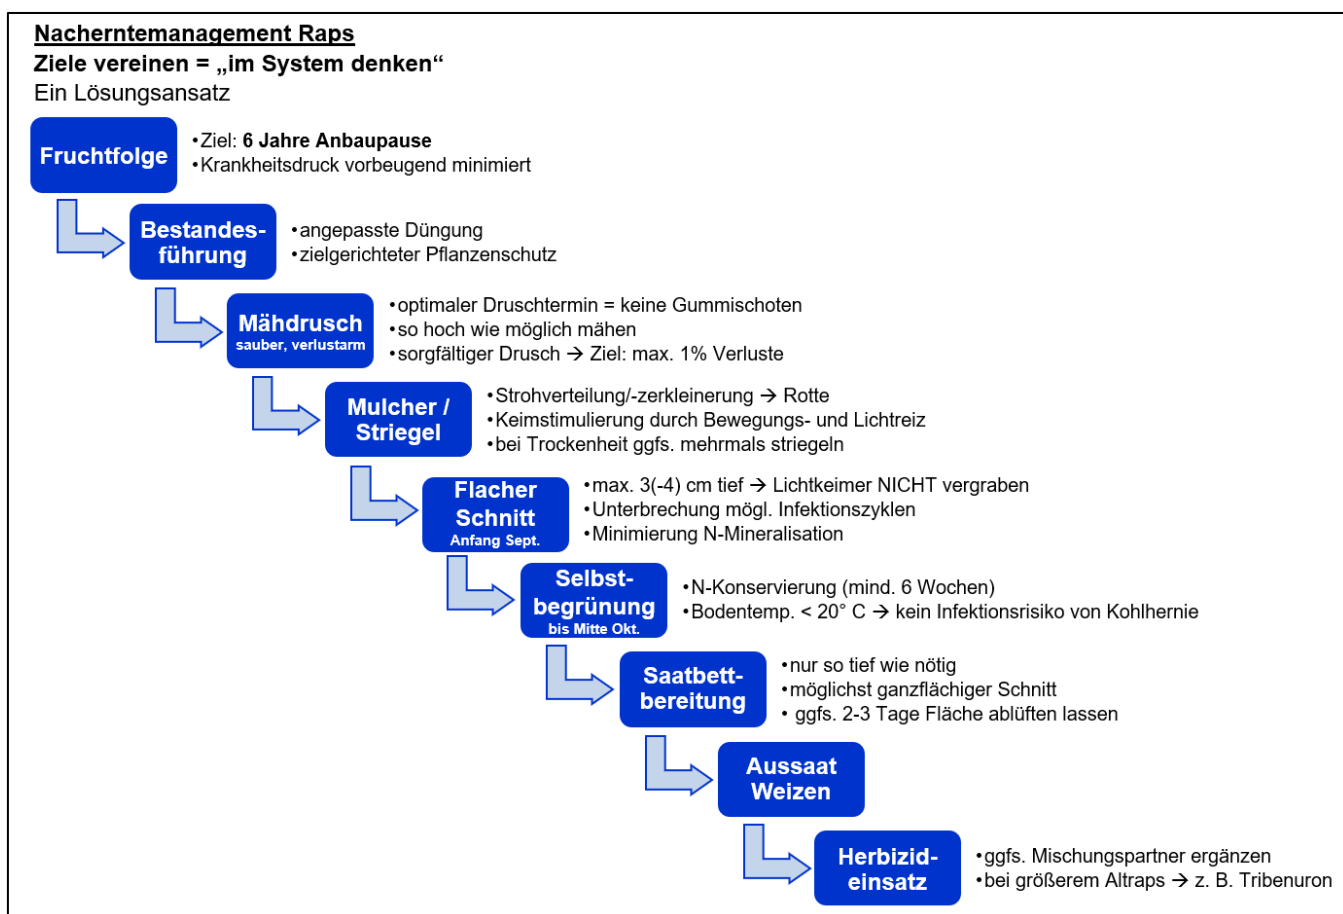 Nacherntemanagement Raps
Ziele vereinen = „im System denken“
Ein Lösungsansatz
Fruchtfolge
•Ziel: 6 Jahre Anbaupause
•Krankheitsdruck vorbeugend minimiert
Bestandes-
führung
•angepasste Düngung
•zielgerichteter Pflanzenschutz
Mähdrusch
sauber, verlustarm
•optimaler Druschtermin = keine Gummischoten
•so hoch wie möglich mähen
•sorgfältiger Drusch → Ziel: max. 1% Verluste
Mulcher /
Striegel
•Strohverteilung/-zerkleinerung → Rotte
•Keimstimulierung durch Bewegungs- und Lichtreiz
•bei Trockenheit ggfs. mehrmals striegeln
Flacher
Schnitt
Anfang Sept.
•max. 3(-4) cm tief → Lichtkeimer NICHT vergraben
•Unterbrechung mögl. Infektionszyklen
•Minimierung N-Mineralisation
Selbst-
begrünung
bis Mitte Okt.
•N-Konservierung (mind. 6 Wochen)
•Bodentemp. < 20° C → kein Infektionsrisiko von Kohlhernie
Saatbett-
bereitung
•nur so tief wie nötig
•möglichst ganzflächiger Schnitt
• ggfs. 2-3 Tage Fläche ablüften lassen
Aussaat
Weizen
Herbizid-
einsatz
•ggfs. Mischungspartner ergänzen
•bei größerem Altraps → z. B. Tribenuron